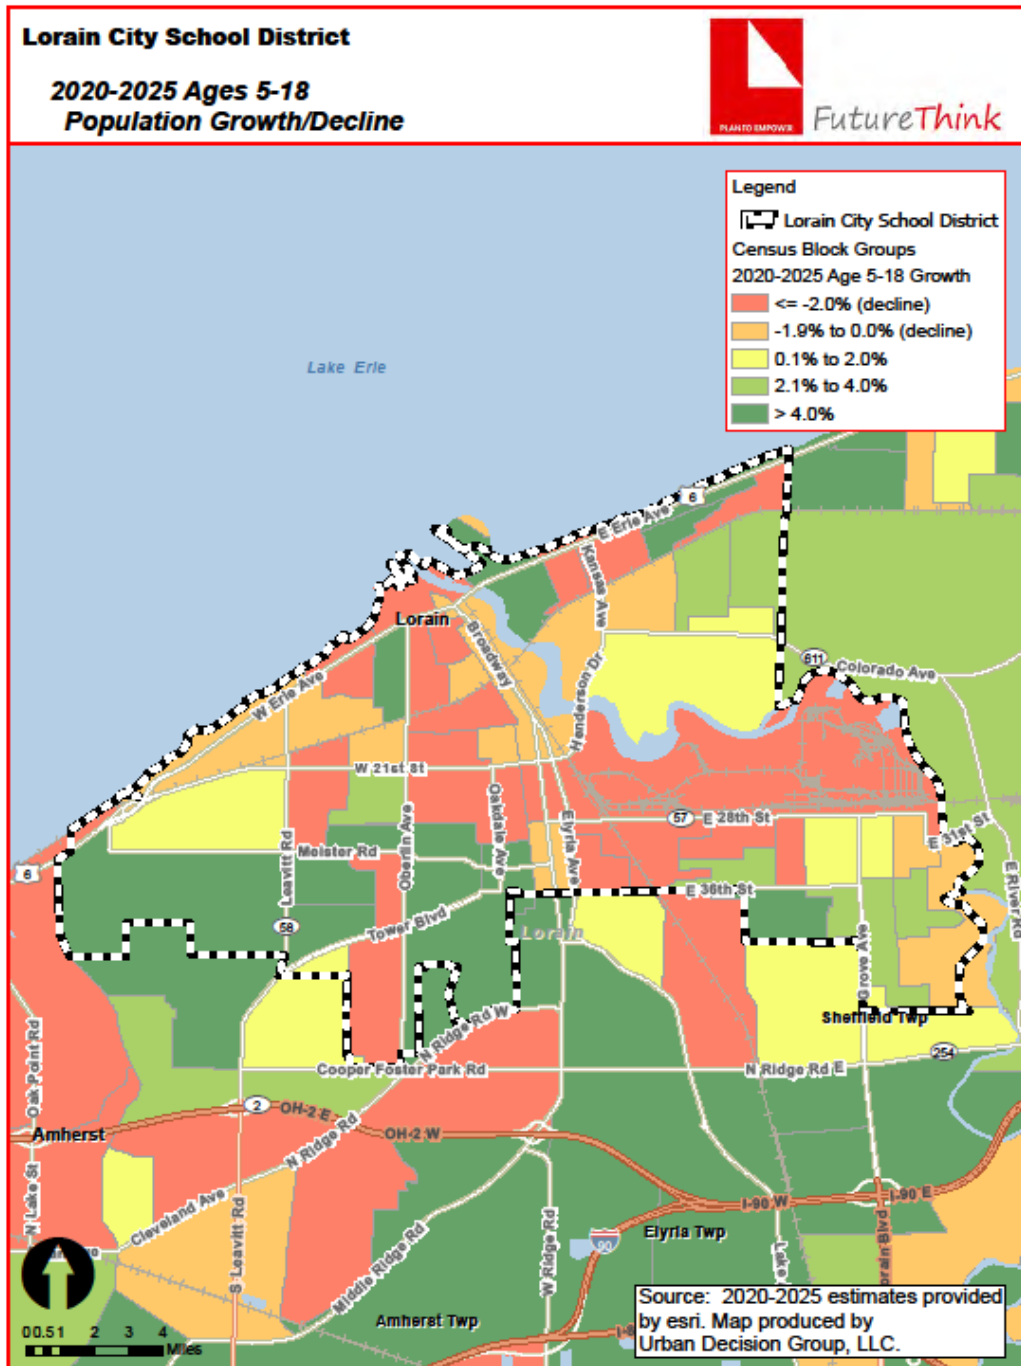 Lorain City School District
2020-2025 Ages 5-18
Population Growth/Decline
PLAN TO EMPOWER
FutureThink
Legend
Lorain City School District
Census Block Groups
2020-2025 Age 5-18 Growth
<= -2.0% (decline)
-1.9% to 0.0% (decline)
0.1% to 2.0%
2.1% to 4.0%
> 4.0%
Lake Erie
6
E Erie Ave
Kansas Ave
Lorain
Broadway
611
Colorado Ave
W Erie Ave
Henderson Dr
W 21st St
Oakdale Ave
Elyria Ave
57
E 28th St
E 31st St
Leavitt Rd
Oberlin Ave
Meister Rd
6
E 36th St
E River Rd
58
Tower Blvd
Lorain
Grove Ave
Oak Point Rd
N Ridge Rd W
Sheffield Twp
254
Cooper Foster Park Rd
N Ridge Rd E
2
OH-2 E
Amherst
OH-2 W
N Ridge Rd
N Lake St
Cleveland Ave
S Leavitt Rd
I-90 W
I-90 E
90
Elyria Twp
Middle Ridge Rd
W Ridge Rd
Lake
orain Blvd
Amherst Twp
I-9
0 0.5 1 2 3 4
Miles
Source: 2020-2025 estimates provided
by esri. Map produced by
Urban Decision Group, LLC.